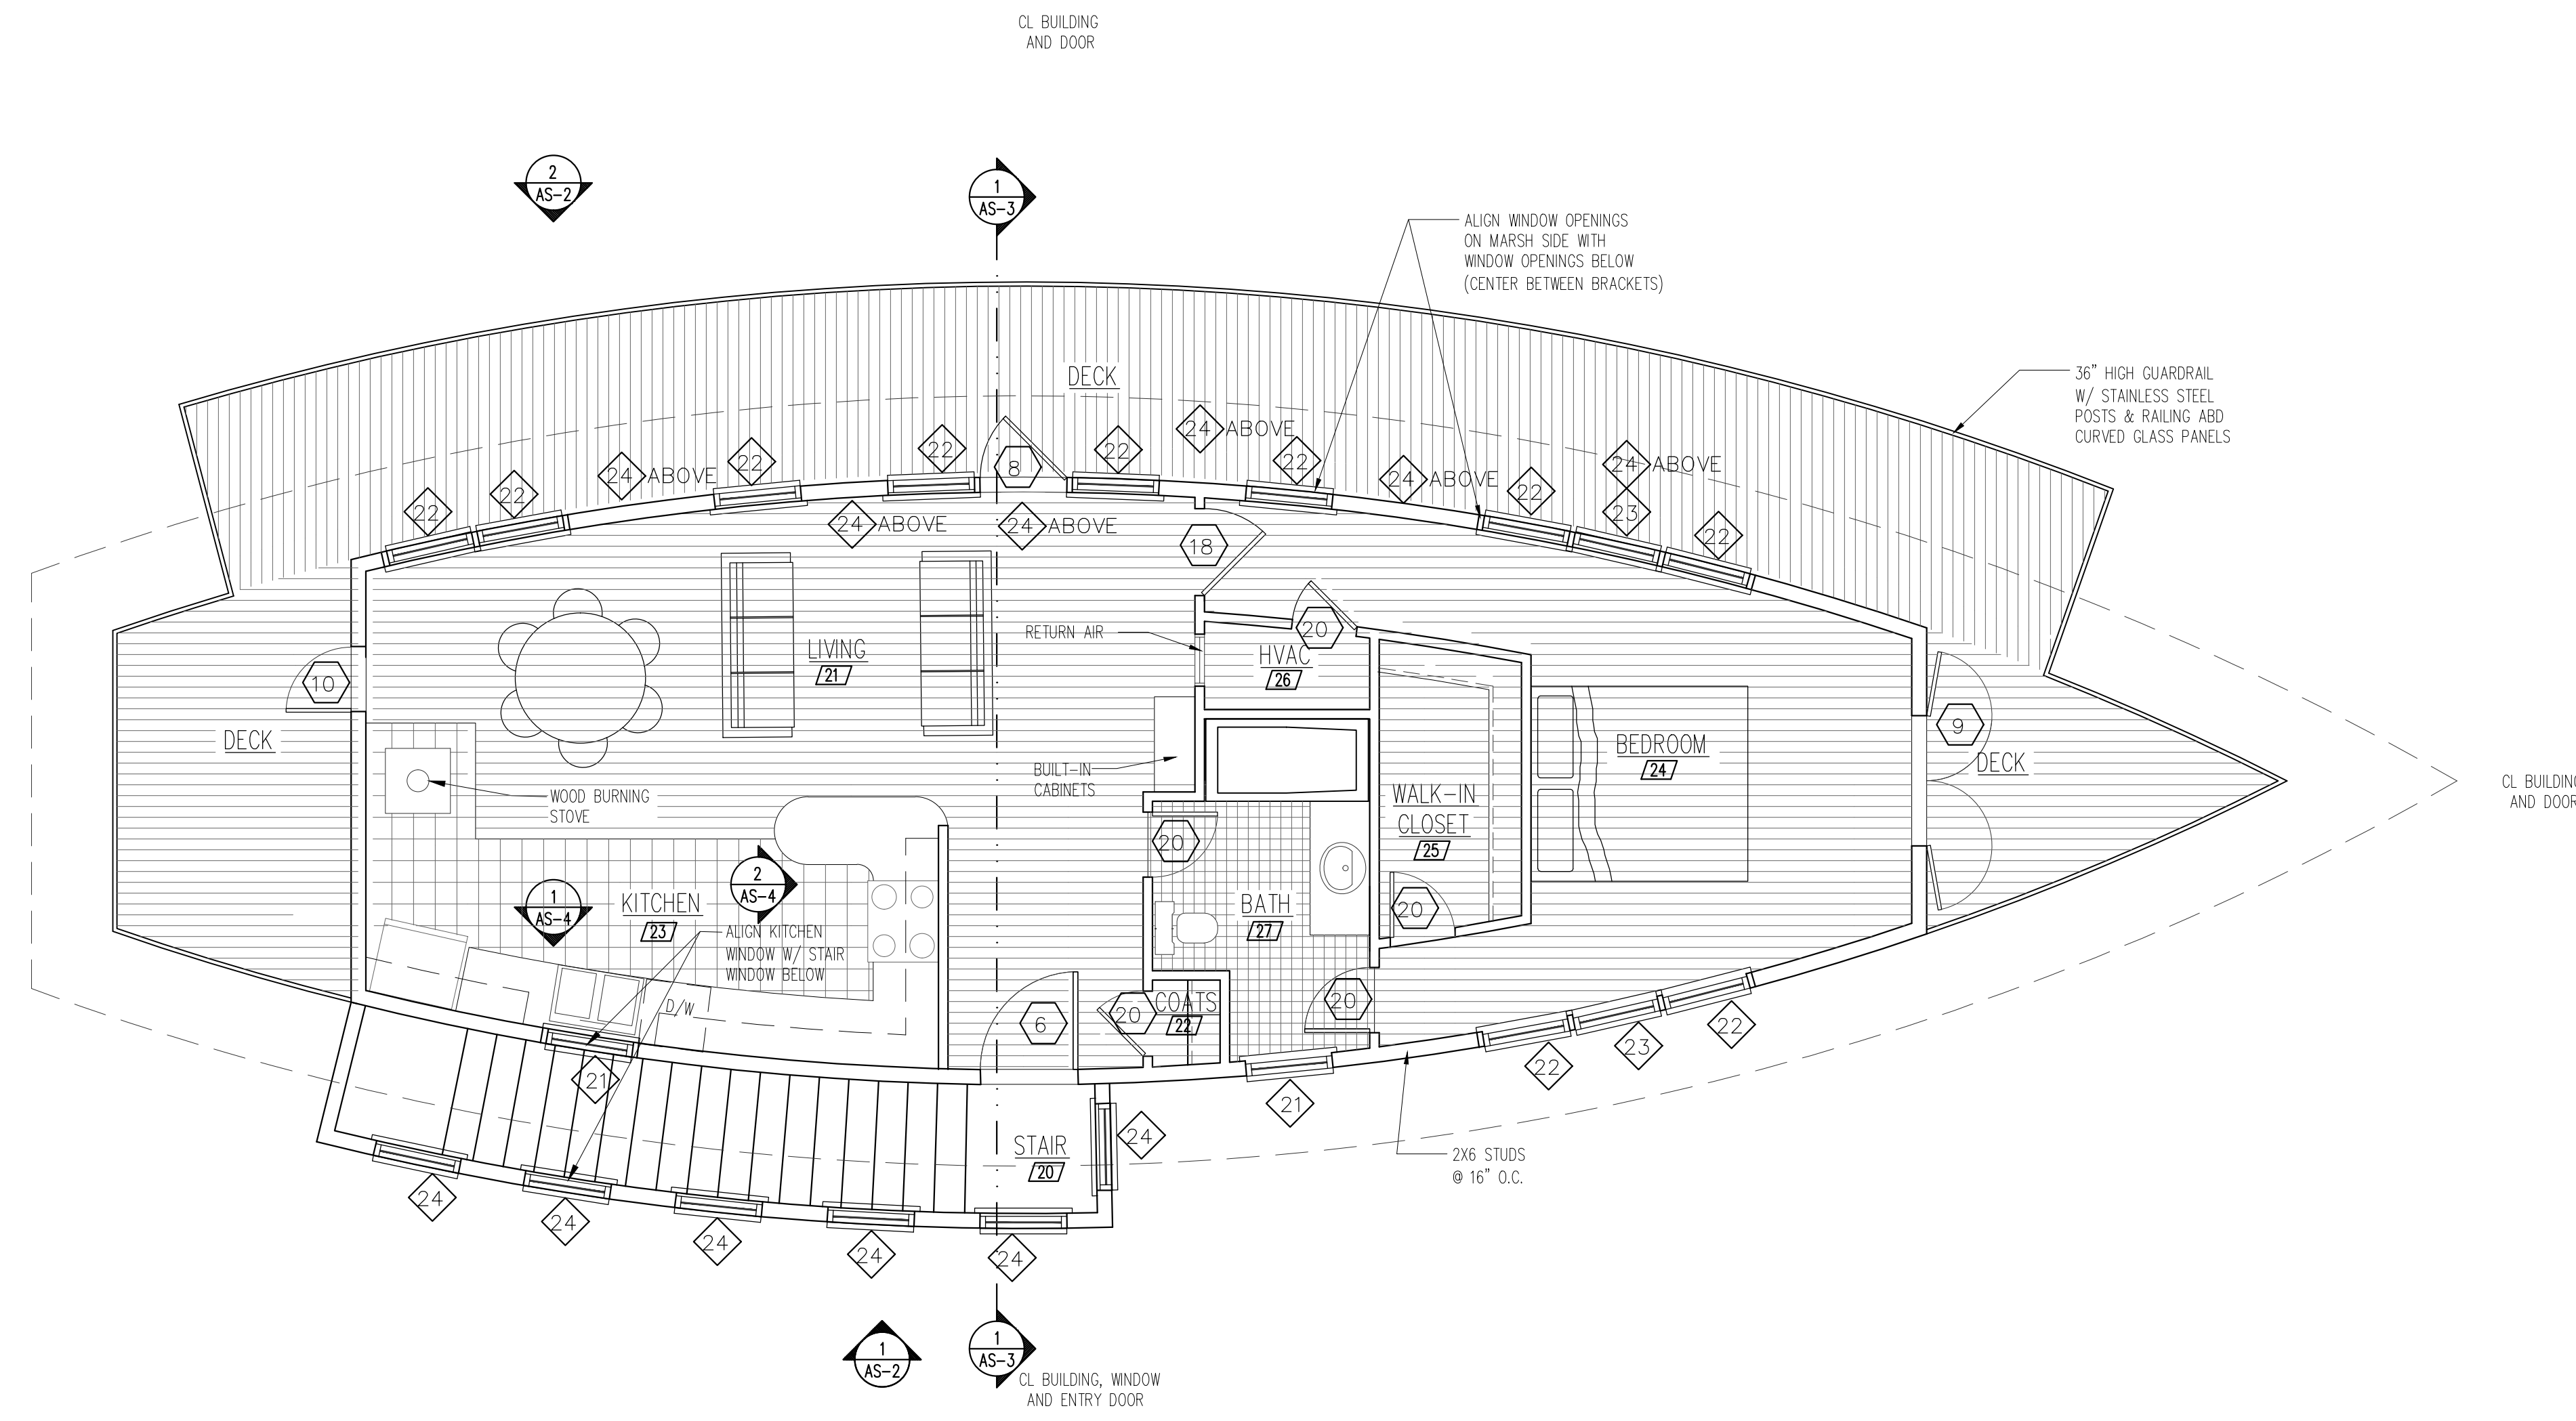 CL BUILDING
AND DOOR
2
AS-2
1
AS-3
ALIGN WINDOW OPENINGS
ON MARSH SIDE WITH
WINDOW OPENINGS BELOW
(CENTER BETWEEN BRACKETS)
36" HIGH GUARDRAIL
W/ STAINLESS STEEL
POSTS & RAILING ABD
CURVED GLASS PANELS
DECK
22
22
24 ABOVE
22
22
8
22
24 ABOVE
22
24 ABOVE
22
24 ABOVE
23
22
24 ABOVE
24 ABOVE
18
20
RETURN AIR
LIVING
21
HVAC
26
10
DECK
9
DECK
BEDROOM
24
WOOD BURNING
STOVE
BUILT-IN
CABINETS
WALK-IN
CLOSET
25
CL BUILDING
AND DOOR
20
2
AS-4
1
AS-4
KITCHEN
23
ALIGN KITCHEN
WINDOW W/ STAIR
WINDOW BELOW
BATH
27
20
D/W
6
20
COATS
22
20
21
22
23
22
21
STAIR
20
24
2X6 STUDS
@ 16" O.C.
24
24
24
24
24
1
AS-2
1
AS-3
CL BUILDING, WINDOW
AND ENTRY DOOR